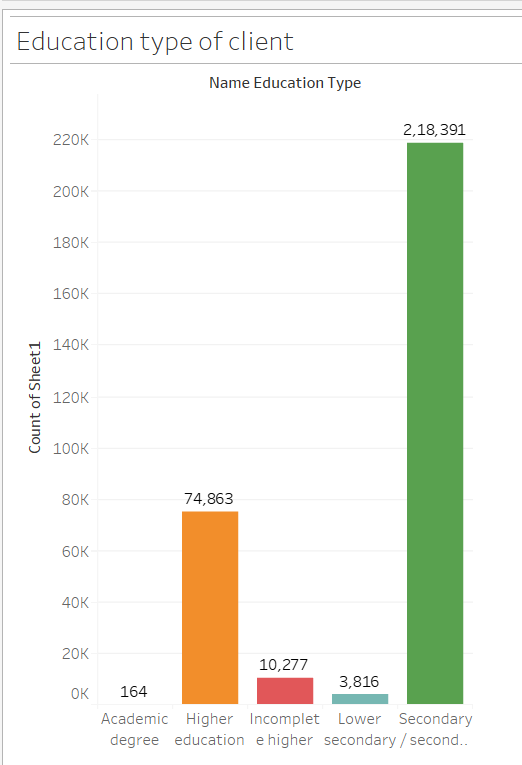 Education type of client
Name Education Type
2,18,391
220K
200K
180K
160K
140K
120K
100K
80K
60K
40K
20K
0K
Count of Sheet1
74,863
10,277
3,816
164
Academic degree
Higher education
Incomplet
e higher
Lower secondary
Secondary / second..